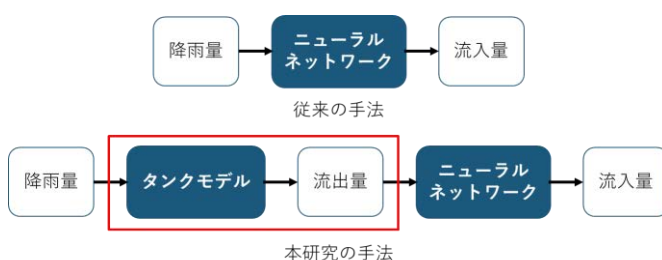 降雨量
ニューラル
ネットワーク
流入量
従来の手法
降雨量
タンクモデル
流出量
ニューラル
ネットワーク
流入量
本研究の手法